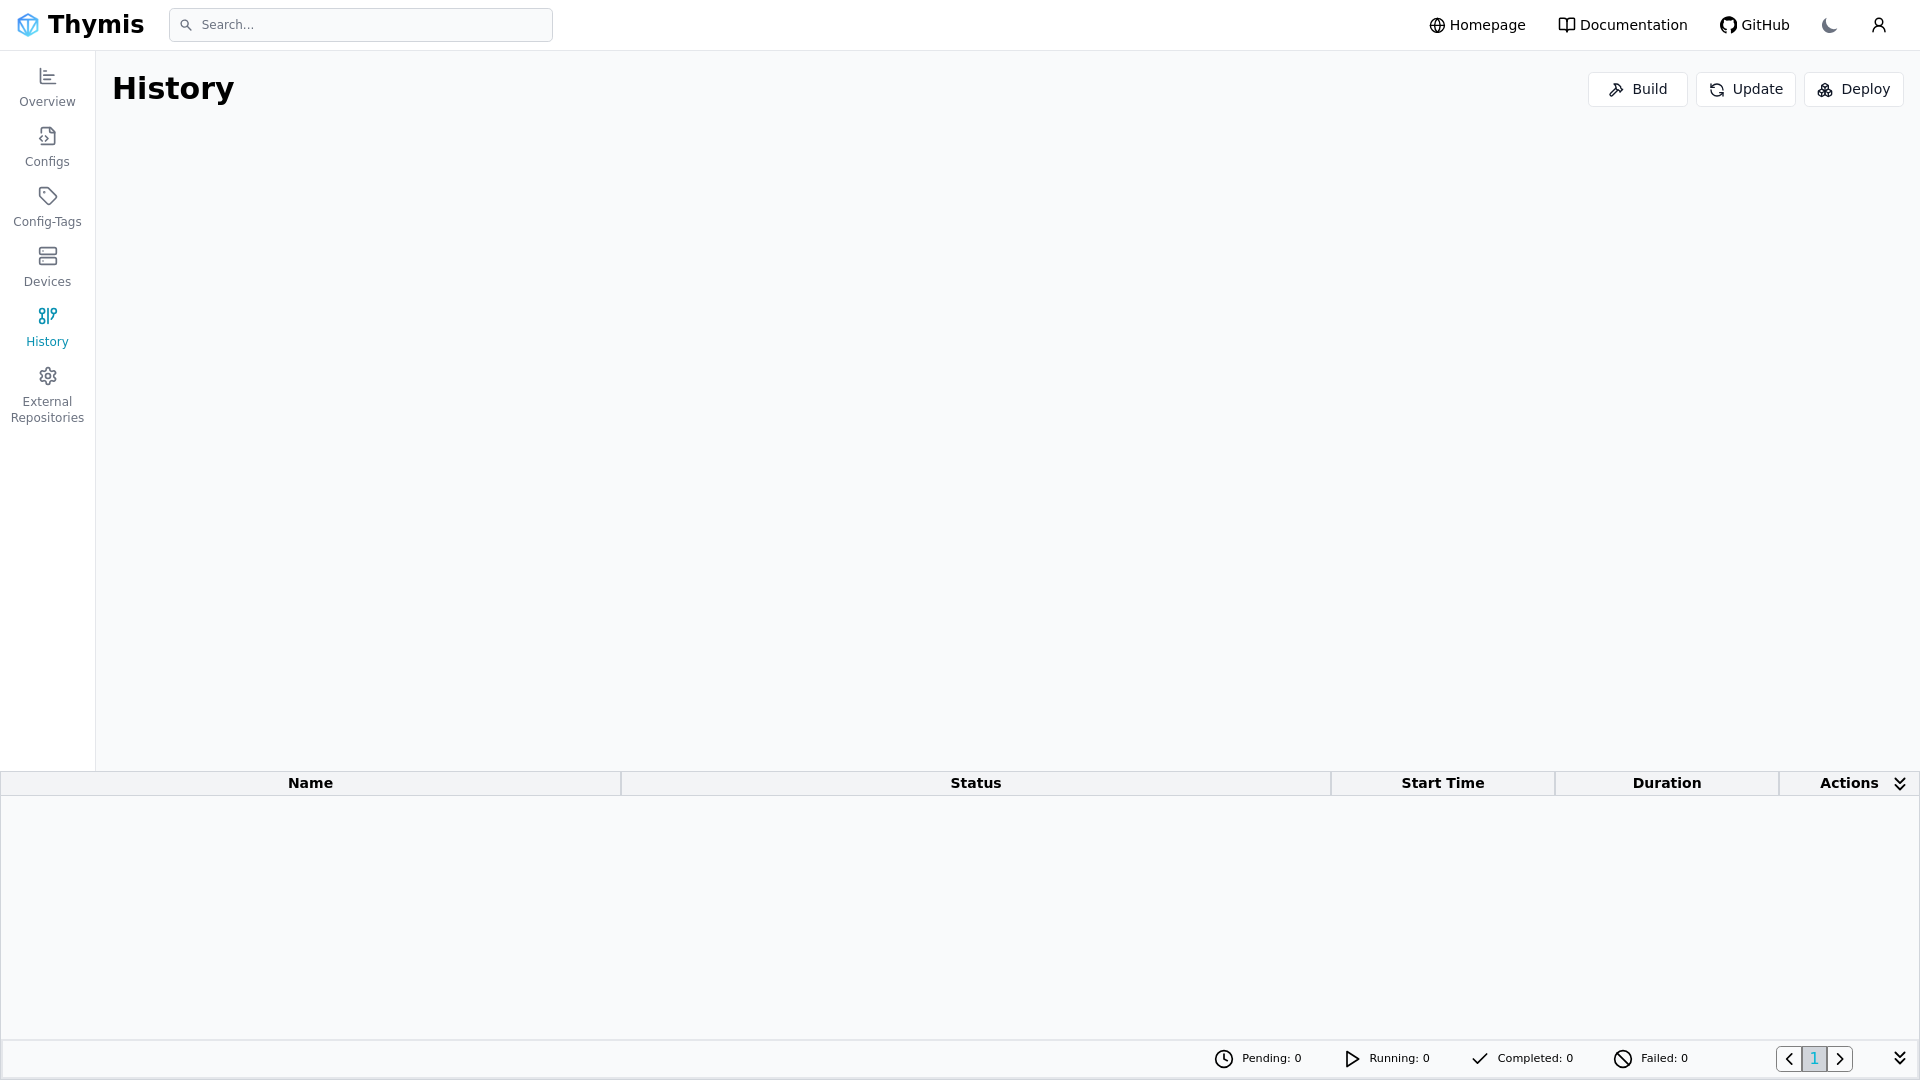 Thymis
Search...
Homepage
Documentation
GitHub
Overview
Configs
Config-Tags
Devices
History
External
Repositories
History
Build
Update
Deploy
Name
Status
Start Time
Duration
Actions
Pending: 0
Running: 0
Completed: 0
Failed: 0
1